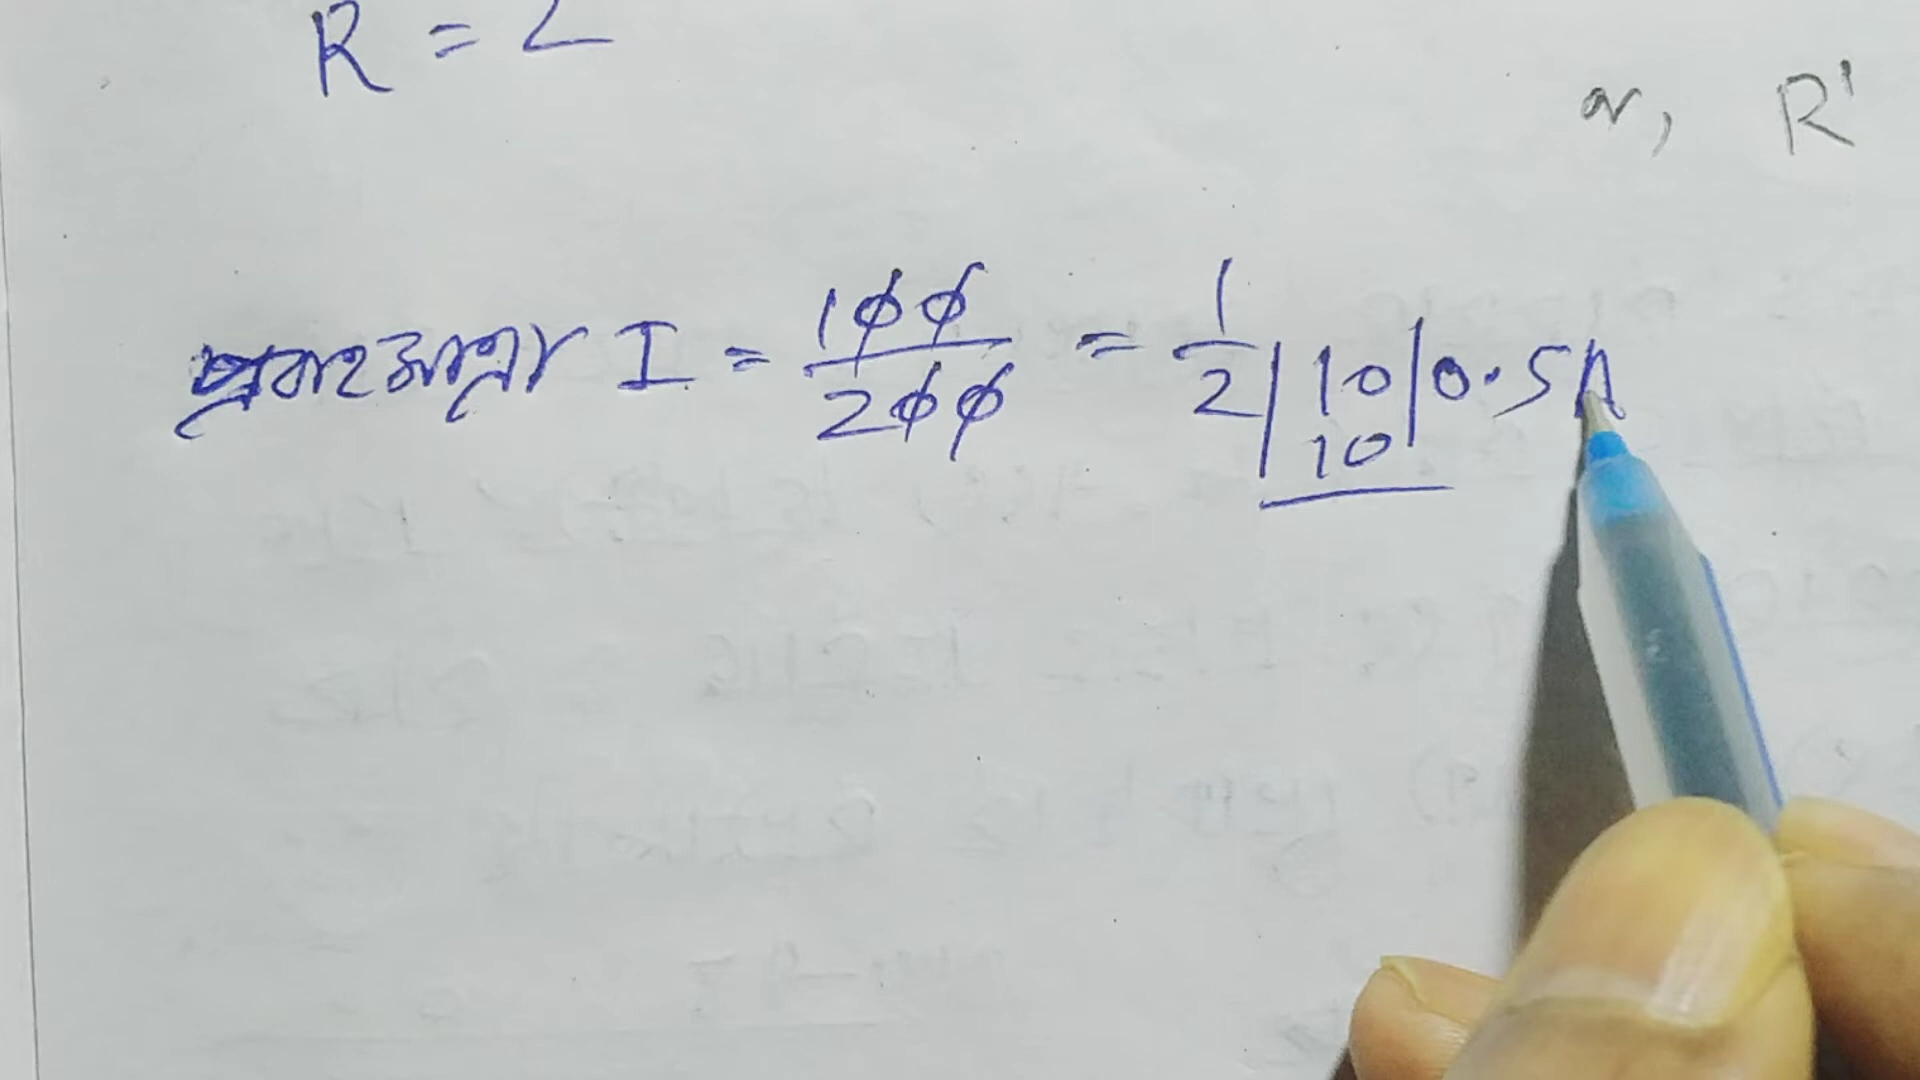 R = 2
or, R'
প্রবাহমাত্রা I = 100/200 = 1/2 | 10 | 0.5A
10